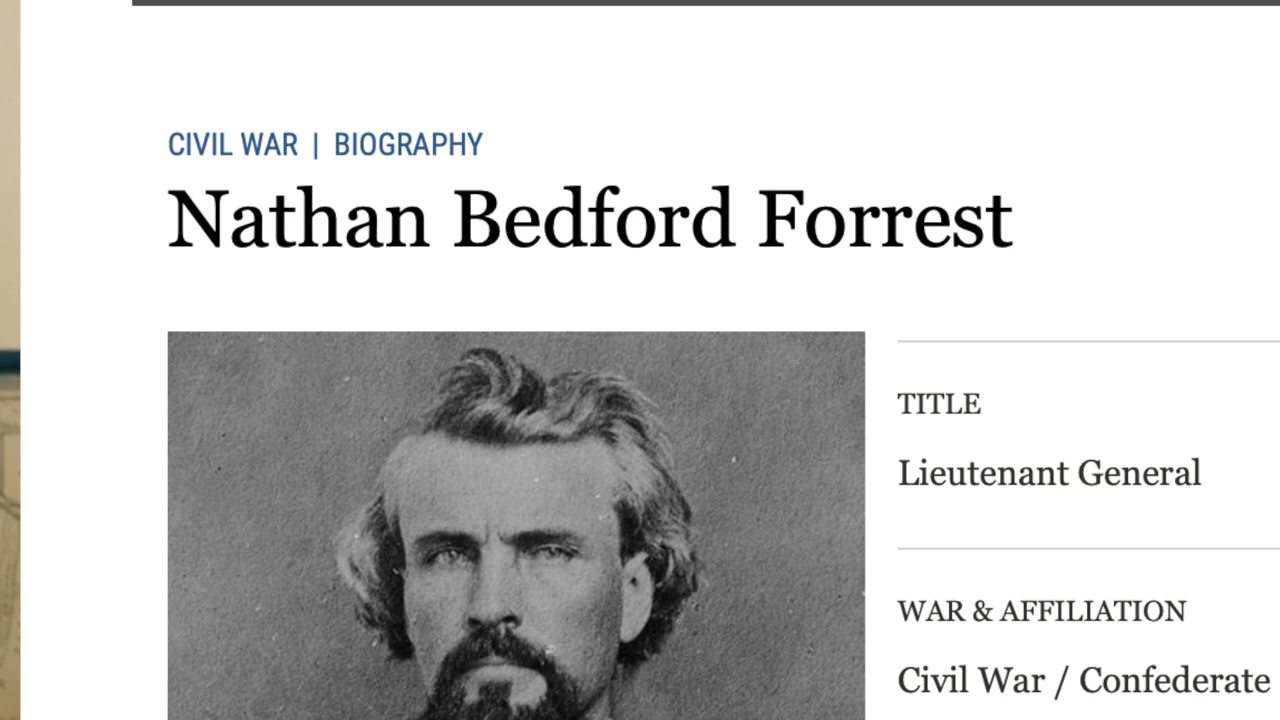 CIVIL WAR | BIOGRAPHY
Nathan Bedford Forrest
TITLE
Lieutenant General
WAR & AFFILIATION
Civil War / Confederate